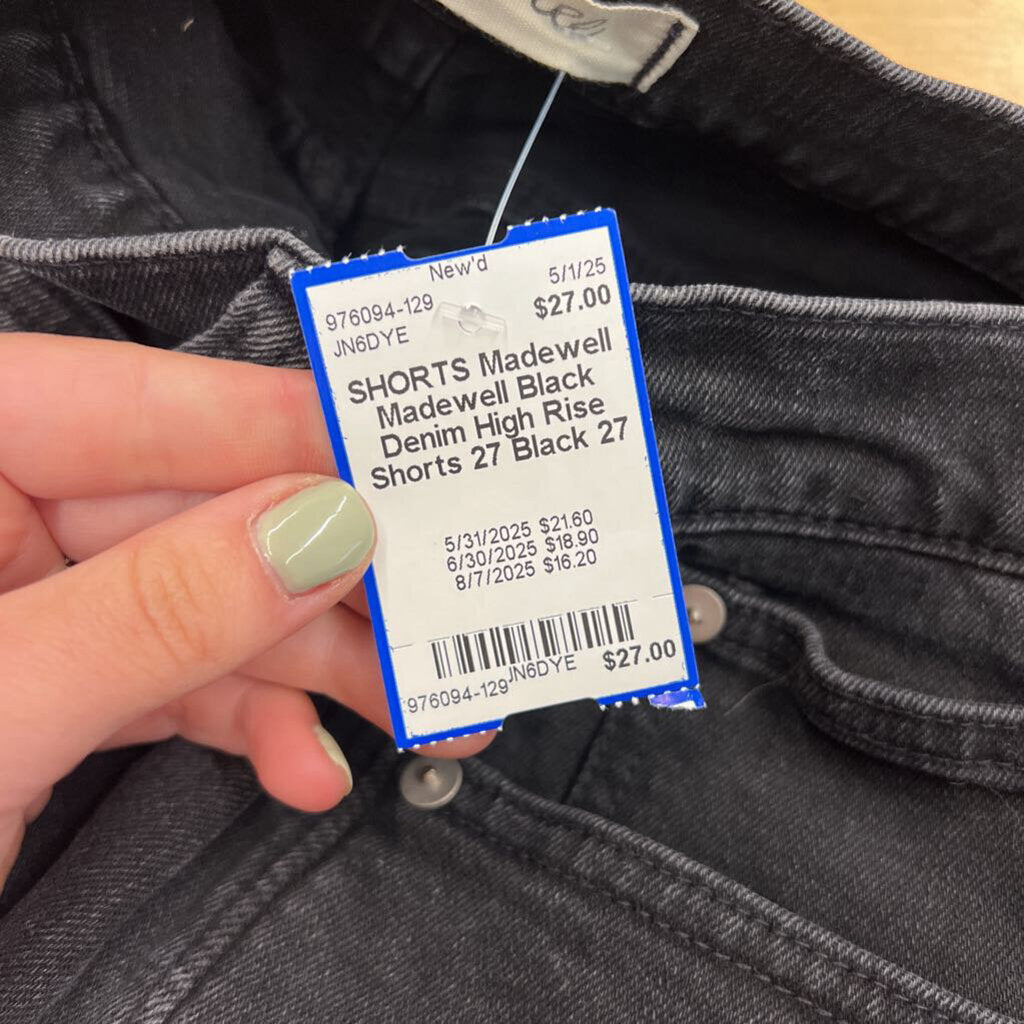 New'd
5/1/25
976094-129
$27.00
JN6DYE
SHORTS Madewell
Madewell Black
Denim High Rise
Shorts 27 Black 27
5/31/2025 $21.60
6/30/2025 $18.90
8/7/2025 $16.20
976094-129
JN6DYE
$27.00